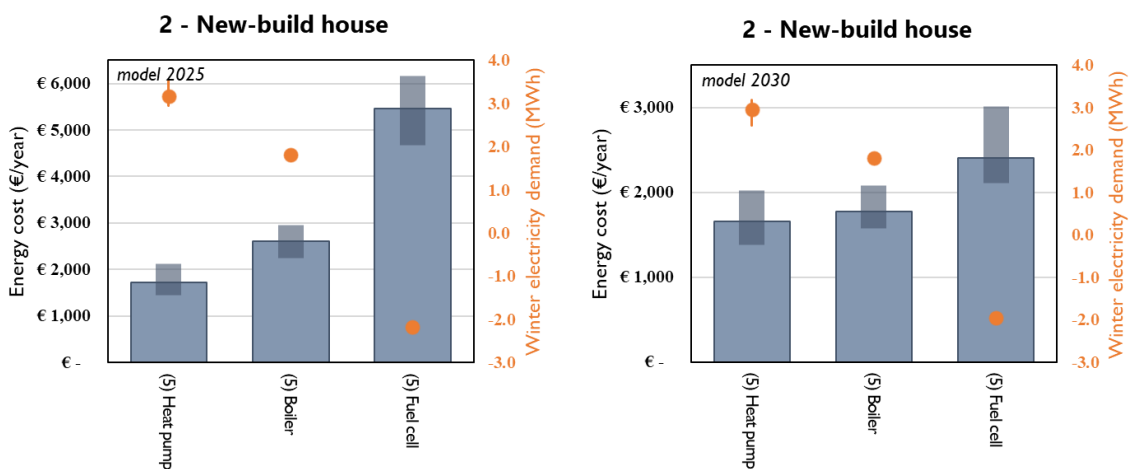 2 - New-build house
model 2025
Energy cost (€/year)
€ 6,000
€ 5,000
€ 4,000
€ 3,000
€ 2,000
€ 1,000
€ -
4.0
3.0
2.0
1.0
0.0
-1.0
-2.0
-3.0
Winter electricity demand (MWh)
(5) Heat pump
(5) Boiler
(5) Fuel cell
2 - New-build house
model 2030
Energy cost (€/year)
€ 3,000
€ 2,000
€ 1,000
€ -
4.0
3.0
2.0
1.0
0.0
-1.0
-2.0
-3.0
Winter electricity demand (MWh)
(5) Heat pump
(5) Boiler
(5) Fuel cell